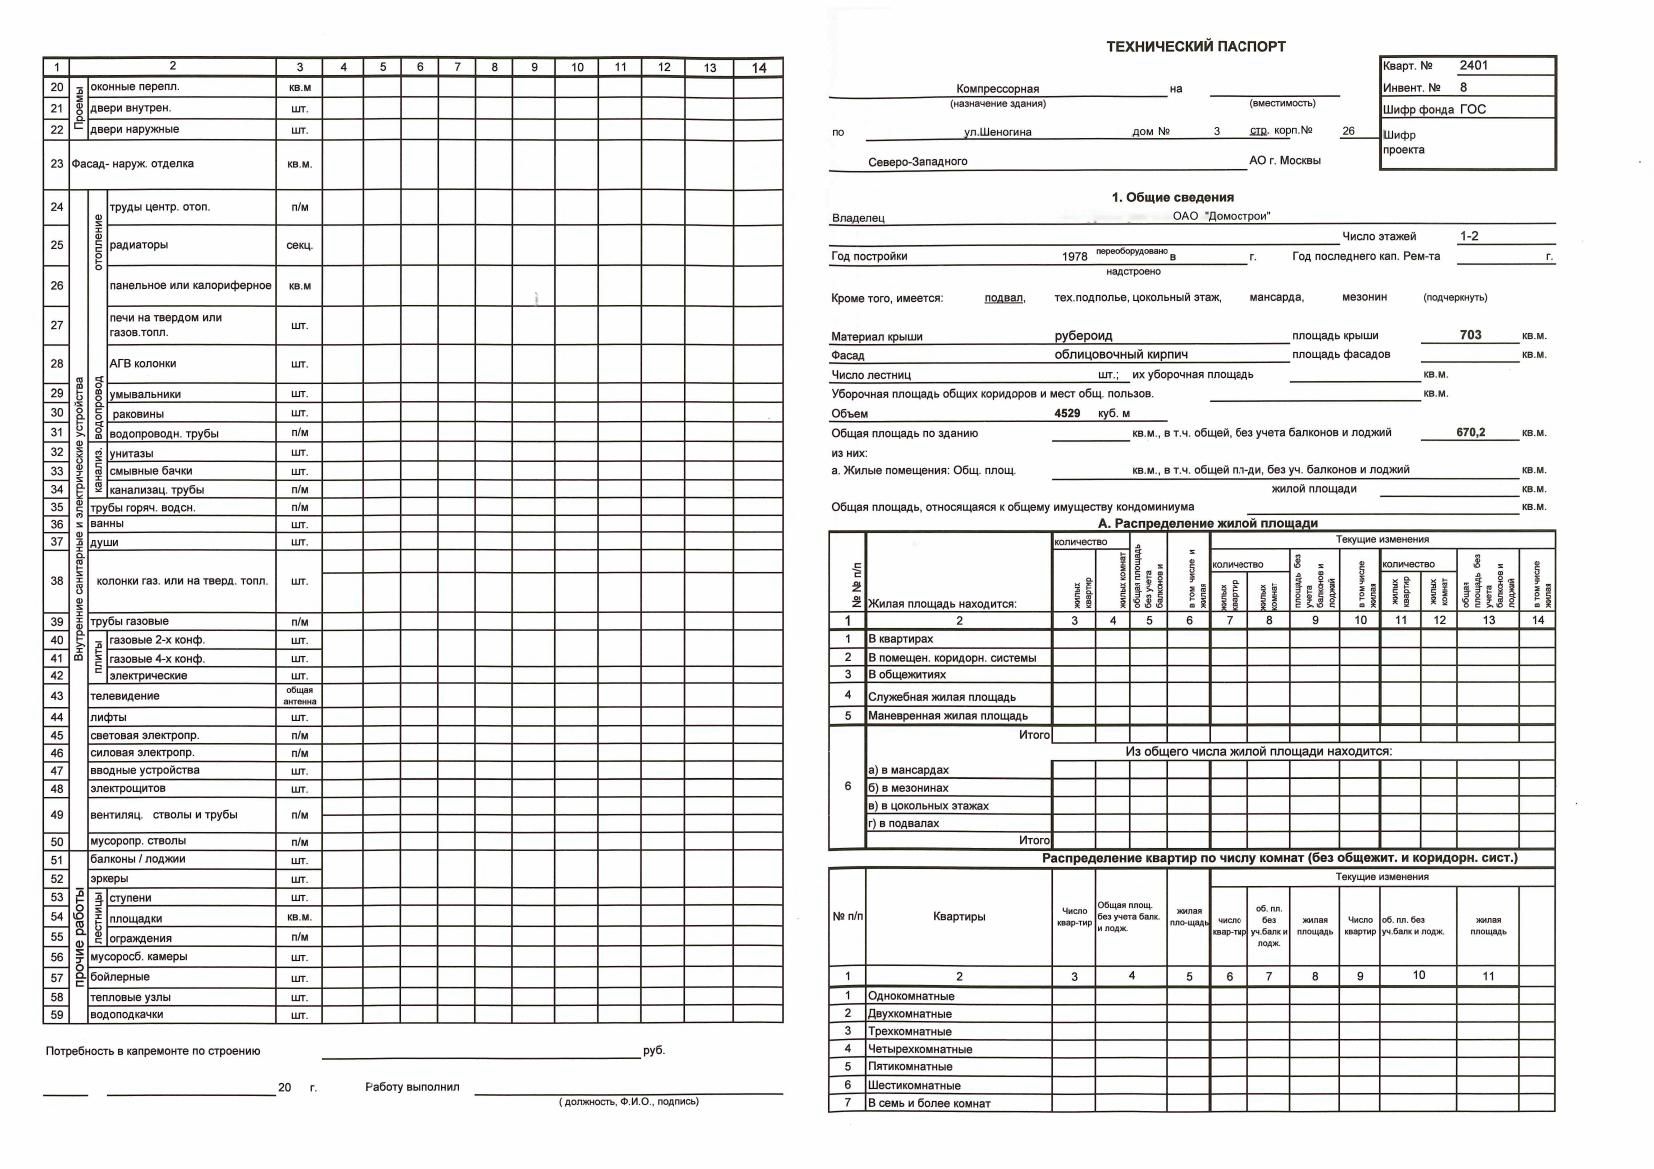 1 2 3 4 5 6 7 8 9 10 11 12 13 14
Проемы
20 оконные перепл. кв.м
21 двери внутрен. шт.
22 двери наружные шт.
23 Фасад- наруж. отделка кв.м.
Внутренние санитарные и электрические устройства
отопление
24 труды центр. отоп. п/м
25 радиаторы секц.
26 панельное или калориферное кв.м
27 печи на твердом или
газов.топл. шт.
28 АГВ колонки шт.
водопровод
29 умывальники шт.
30 раковины шт.
31 водопроводн. трубы п/м
канализ.
32 унитазы шт.
33 смывные бачки шт.
34 канализац. трубы п/м
35 трубы горяч. водсн. п/м
36 ванны шт.
37 души шт.
38 колонки газ. или на тверд. топл. шт.
39 трубы газовые п/м
плиты
40 газовые 2-х конф. шт.
41 газовые 4-х конф. шт.
42 электрические шт.
43 телевидение общая
антенна
44 лифты шт.
45 световая электропр. п/м
46 силовая электропр. п/м
47 вводные устройства шт.
48 электрощитов шт.
49 вентиляц. стволы и трубы п/м
50 мусоропр. стволы п/м
прочие работы
51 балконы / лоджии шт.
52 эркеры шт.
лестницы
53 ступени шт.
54 площадки кв.м.
55 ограждения п/м
56 мусоросб. камеры шт.
57 бойлерные шт.
58 тепловые узлы шт.
59 водоподкачки шт.
Потребность в капремонте по строению руб.
20 г. Работу выполнил
( должность, Ф.И.О., подпись)
ТЕХНИЧЕСКИЙ ПАСПОРТ
Кварт. № 2401
Инвент. № 8
Шифр фонда ГОС
Шифр
проекта
Компрессорная на
(назначение здания) (вместимость)
по ул.Шеногина дом № 3 стр. корп.№ 26
Северо-Западного АО г. Москвы
1. Общие сведения
Владелец ОАО "Домострои"
Число этажей 1-2
Год постройки 1978 переоборудовано в г. Год последнего кап. Рем-та г.
надстроено
Кроме того, имеется: подвал, тех.подполье, цокольный этаж, мансарда, мезонин (подчеркнуть)
Материал крыши рубероид площадь крыши 703 кв.м.
Фасад облицовочный кирпич площадь фасадов кв.м.
Число лестниц шт.; их уборочная площадь кв.м.
Уборочная площадь общих коридоров и мест общ. пользов. кв.м.
Объем 4529 куб. м
Общая площадь по зданию кв.м., в т.ч. общей, без учета балконов и лоджий 670,2 кв.м.
из них:
а. Жилые помещения: Общ. площ. кв.м., в т.ч. общей пл-ди, без уч. балконов и лоджий кв.м.
жилой площади кв.м.
Общая площадь, относящаяся к общему имуществу кондоминиума кв.м.
А. Распределение жилой площади
количество Текущие изменения
количество количество
№ № п/п Жилая площадь находится: жилых квартир жилых комнат общая площадь без учета балконов и в том числе и жилая жилых квартир жилых комнат площадь без учета балконов и лоджий в том числе жилая жилых квартир жилых комнат общая площадь без учета балконов и лоджий в том числе жилая
1 2 3 4 5 6 7 8 9 10 11 12 13 14
1 В квартирах
2 В помещен. коридорн. системы
3 В общежитиях
4 Служебная жилая площадь
5 Маневренная жилая площадь
Итого
Из общего числа жилой площади находится:
6
а) в мансардах
б) в мезонинах
в) в цокольных этажах
г) в подвалах
Итого
Распределение квартир по числу комнат (без общежит. и коридорн. сист.)
Текущие изменения
№ п/п Квартиры Число квар-тир Общая площ. без учета балк. и лодж. жилая пло-щадь число квар-тир об. пл. без уч.балк и лодж. жилая площадь Число квартир об. пл. без уч.балк и лодж. жилая площадь
1 2 3 4 5 6 7 8 9 10 11
1 Однокомнатные
2 Двухкомнатные
3 Трехкомнатные
4 Четырехкомнатные
5 Пятикомнатные
6 Шестикомнатные
7 В семь и более комнат